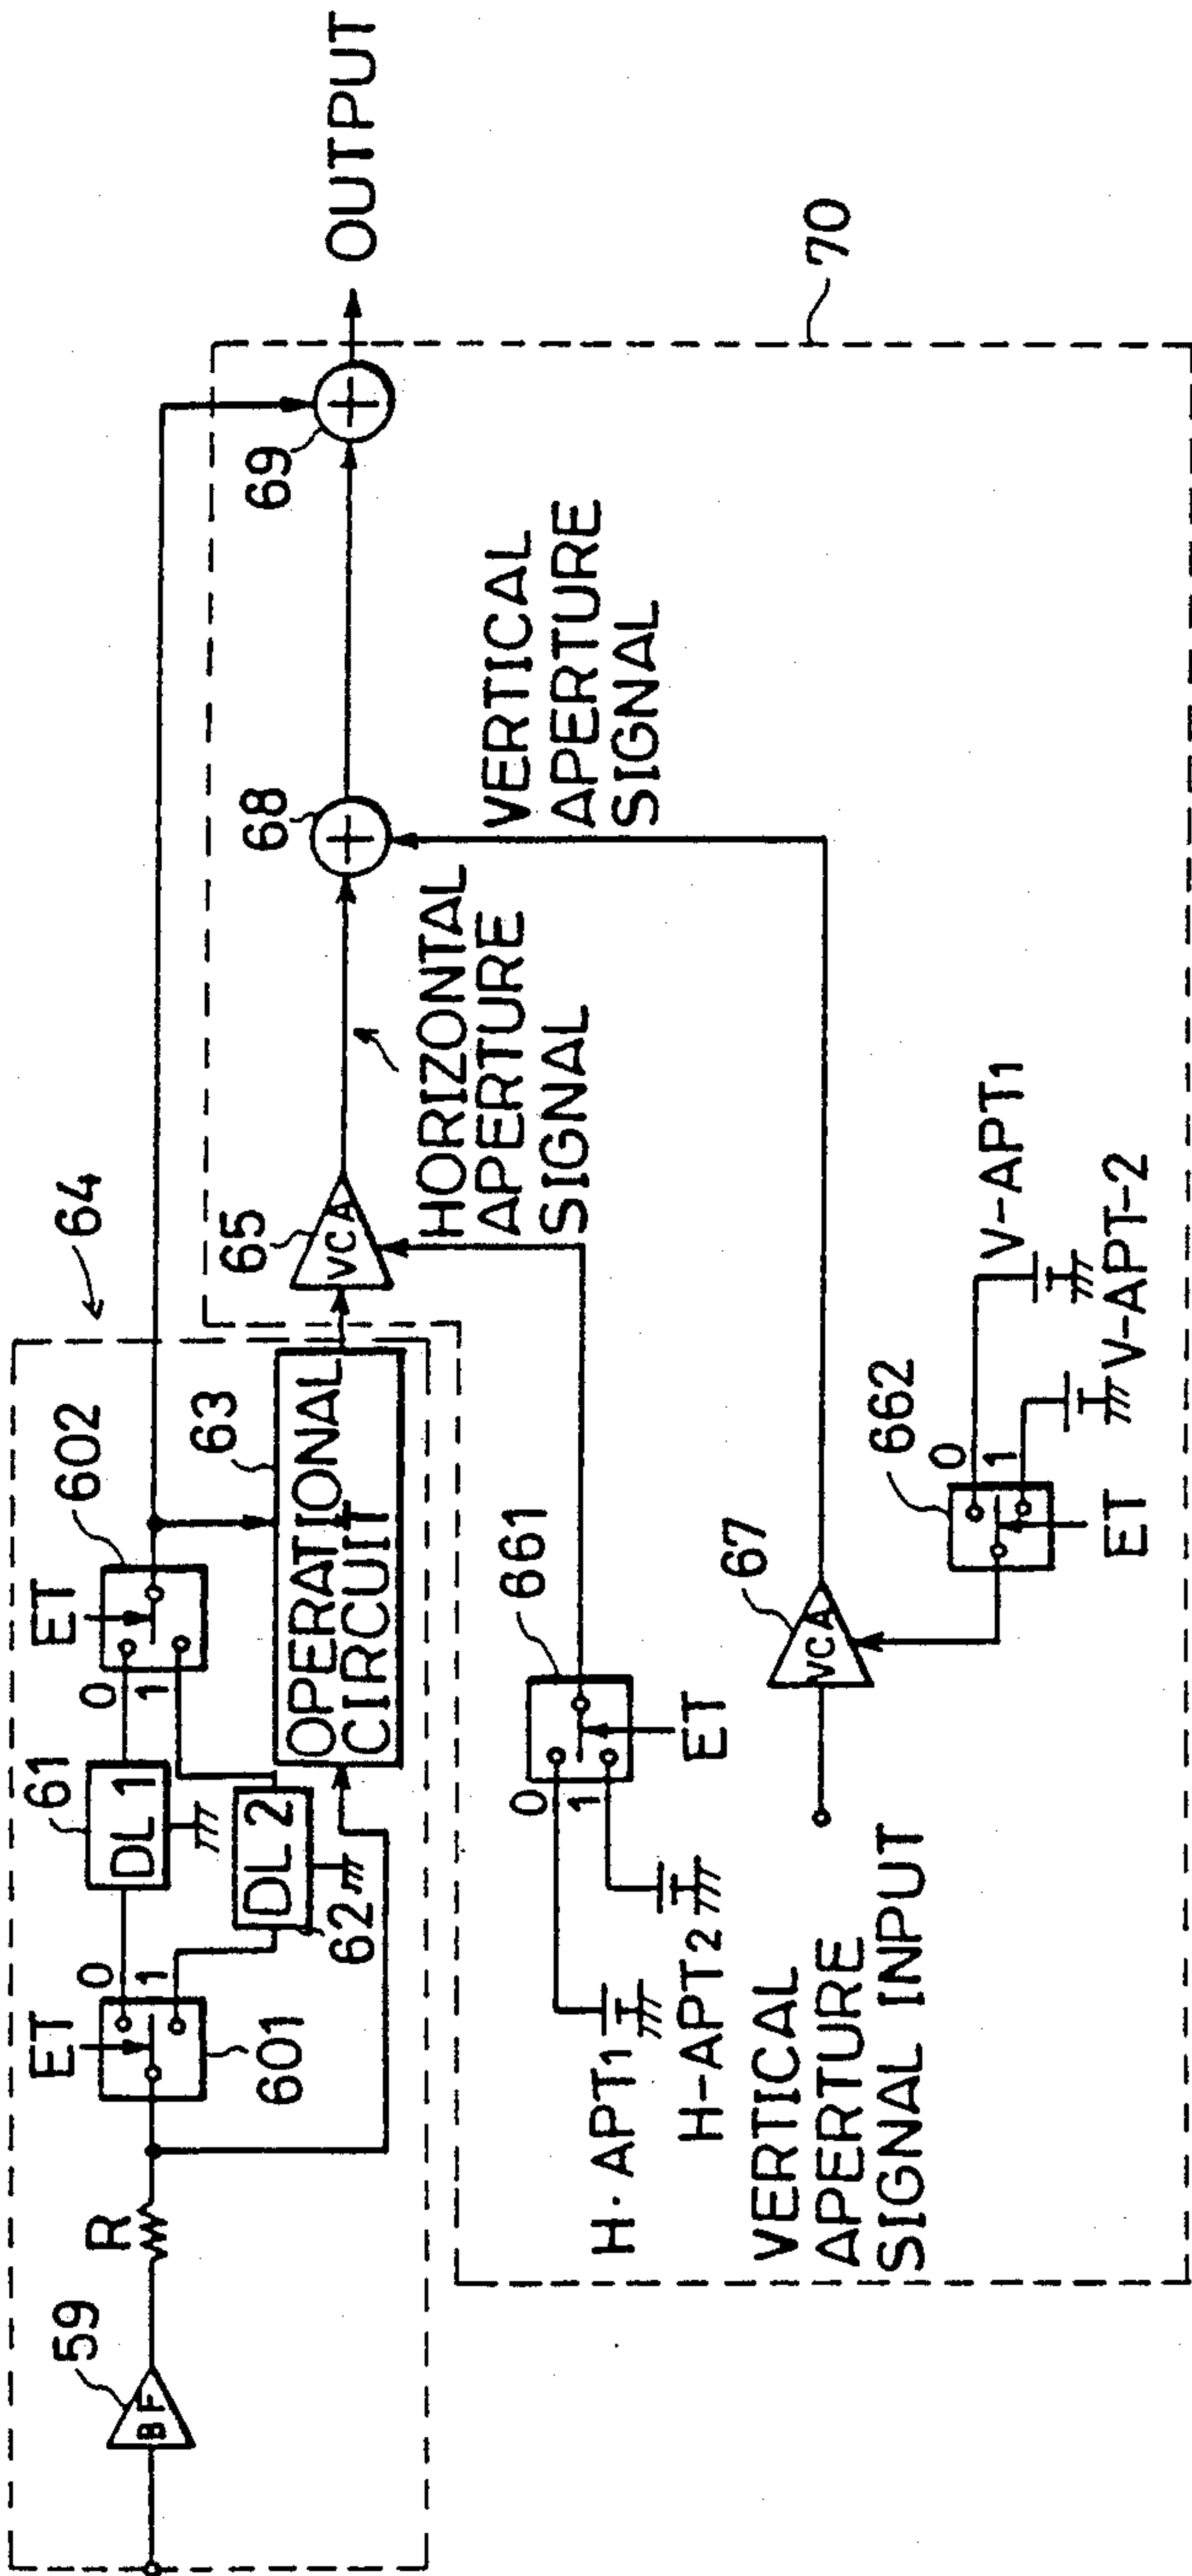 64
59
BF
R
ET
601
0
1
61
DL 1
62
DL 2
ET
602
0
1
63
OPERATIONAL
CIRCUIT
65
VCA
HORIZONTAL
APERTURE
SIGNAL
68
69
OUTPUT
VERTICAL
APERTURE
SIGNAL
70
661
0
1
ET
H·APT1
H-APT2
VERTICAL
APERTURE
SIGNAL INPUT
67
VCA
662
0
1
ET
V-APT1
V-APT-2